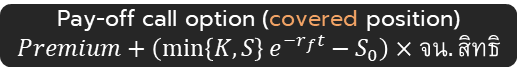 Pay-off call option (covered position)
Premium + (min{K, S} e^{-r_f t} − S_0) × จน. สิทธิ